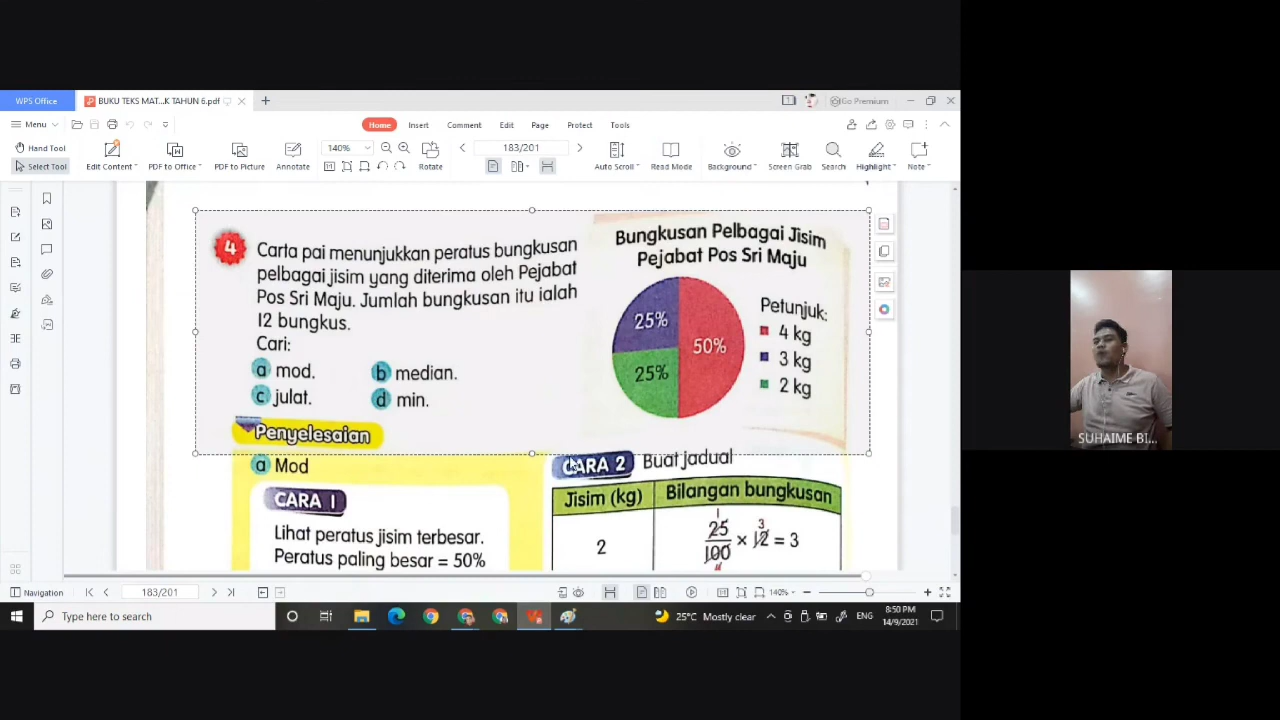 WPS Office
BUKU TEKS MAT...K TAHUN 6.pdf
Go Premium
Menu
Home Insert Comment Edit Page Protect Tools
Hand Tool
Select Tool
Edit Content
PDF to Office
PDF to Picture
Annotate
140%
Rotate
183/201
Auto Scroll
Read Mode
Background
Screen Grab
Search
Highlight
Note
4
Carta pai menunjukkan peratus bungkusan
pelbagai jisim yang diterima oleh Pejabat
Pos Sri Maju. Jumlah bungkusan itu ialah
12 bungkus.
Cari:
a mod. b median.
c julat. d min.
Bungkusan Pelbagai Jisim
Pejabat Pos Sri Maju
25%
50%
25%
Petunjuk:
4 kg
3 kg
2 kg
Penyelesaian
a Mod
CARA 1
Lihat peratus jisim terbesar.
Peratus paling besar = 50%
CARA 2 Buat jadual
Jisim (kg) Bilangan bungkusan
2
1 3
25
100 × 12 = 3
SUHAIME BI...
Navigation
183/201
140%
Type here to search
25°C Mostly clear
ENG
8:50 PM
14/9/2021